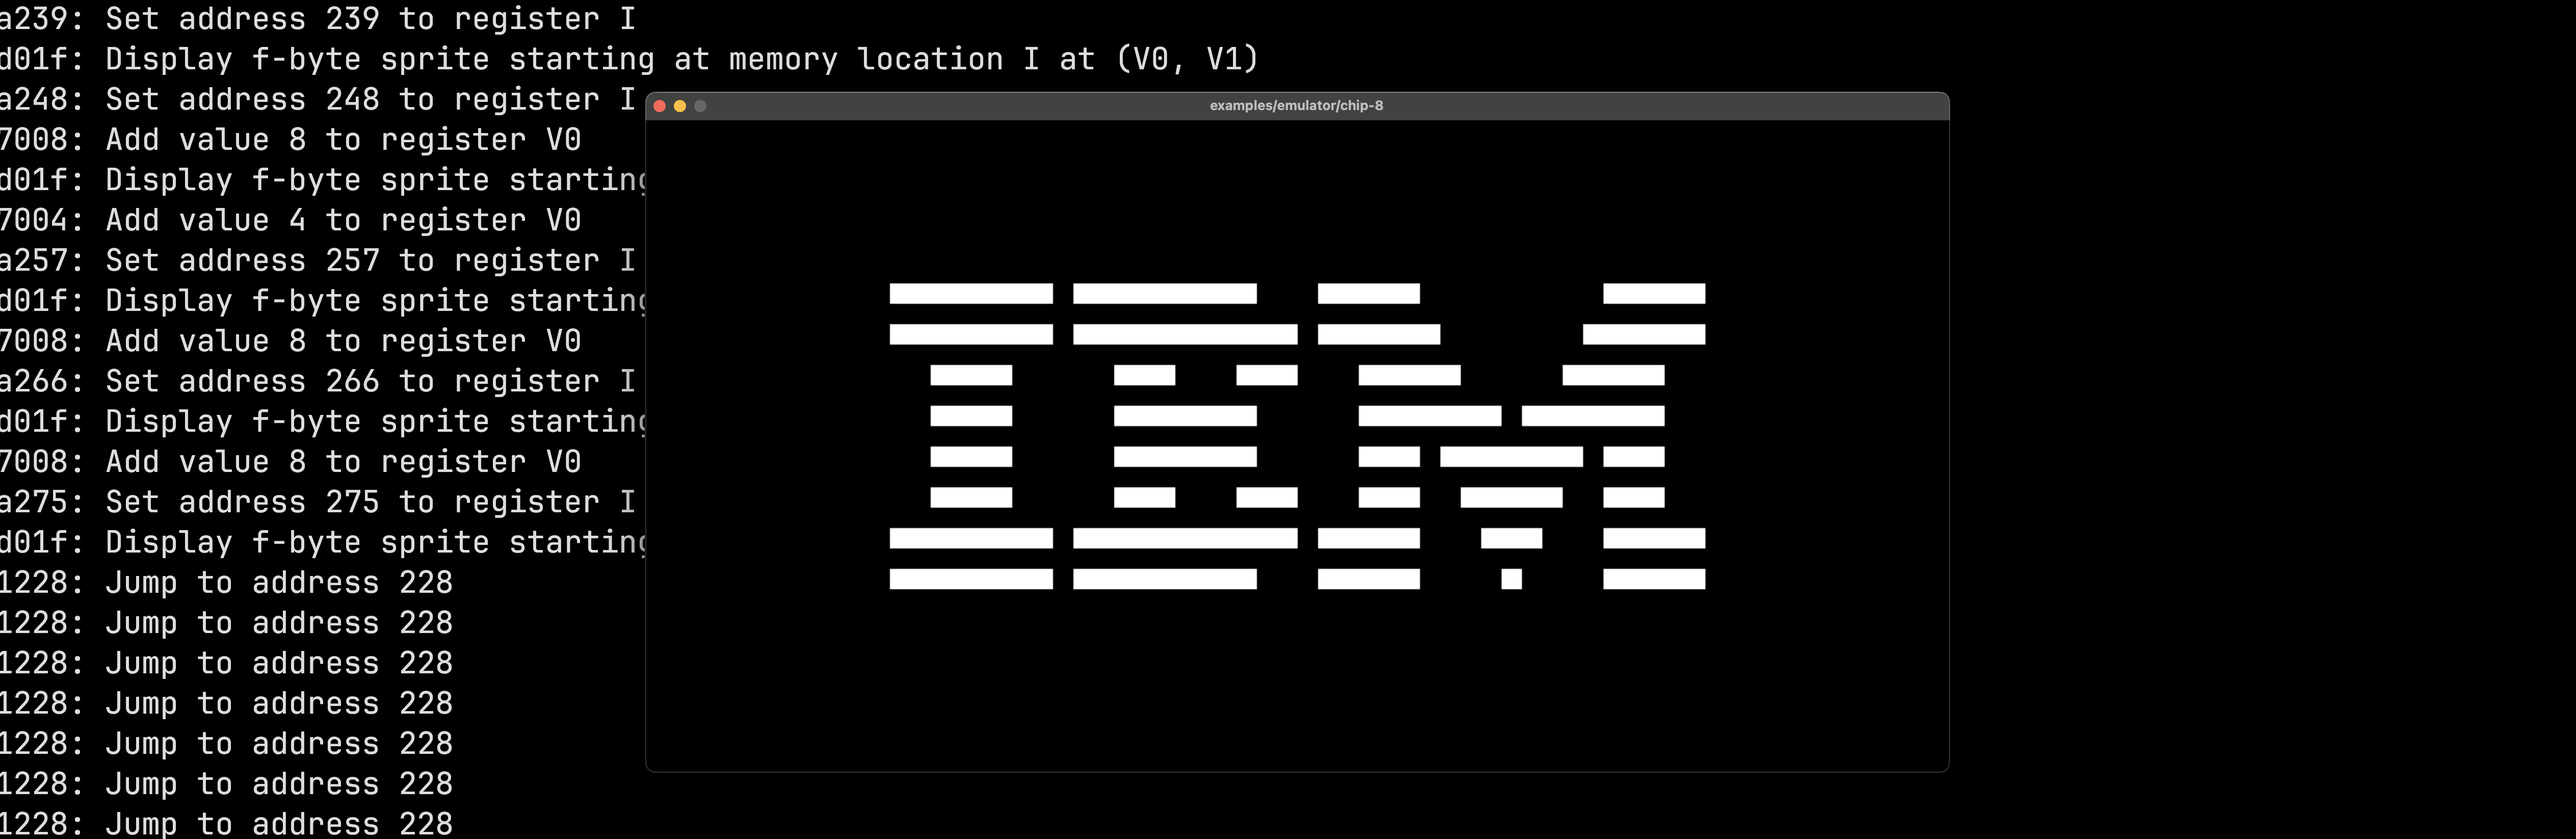 a239: Set address 239 to register I
d01f: Display f-byte sprite starting at memory location I at (V0, V1)
a248: Set address 248 to register I
7008: Add value 8 to register V0
d01f: Display f-byte sprite starting
7004: Add value 4 to register V0
a257: Set address 257 to register I
d01f: Display f-byte sprite starting
7008: Add value 8 to register V0
a266: Set address 266 to register I
d01f: Display f-byte sprite starting
7008: Add value 8 to register V0
a275: Set address 275 to register I
d01f: Display f-byte sprite starting
1228: Jump to address 228
1228: Jump to address 228
1228: Jump to address 228
1228: Jump to address 228
1228: Jump to address 228
1228: Jump to address 228
1228: Jump to address 228
examples/emulator/chip-8
IBM